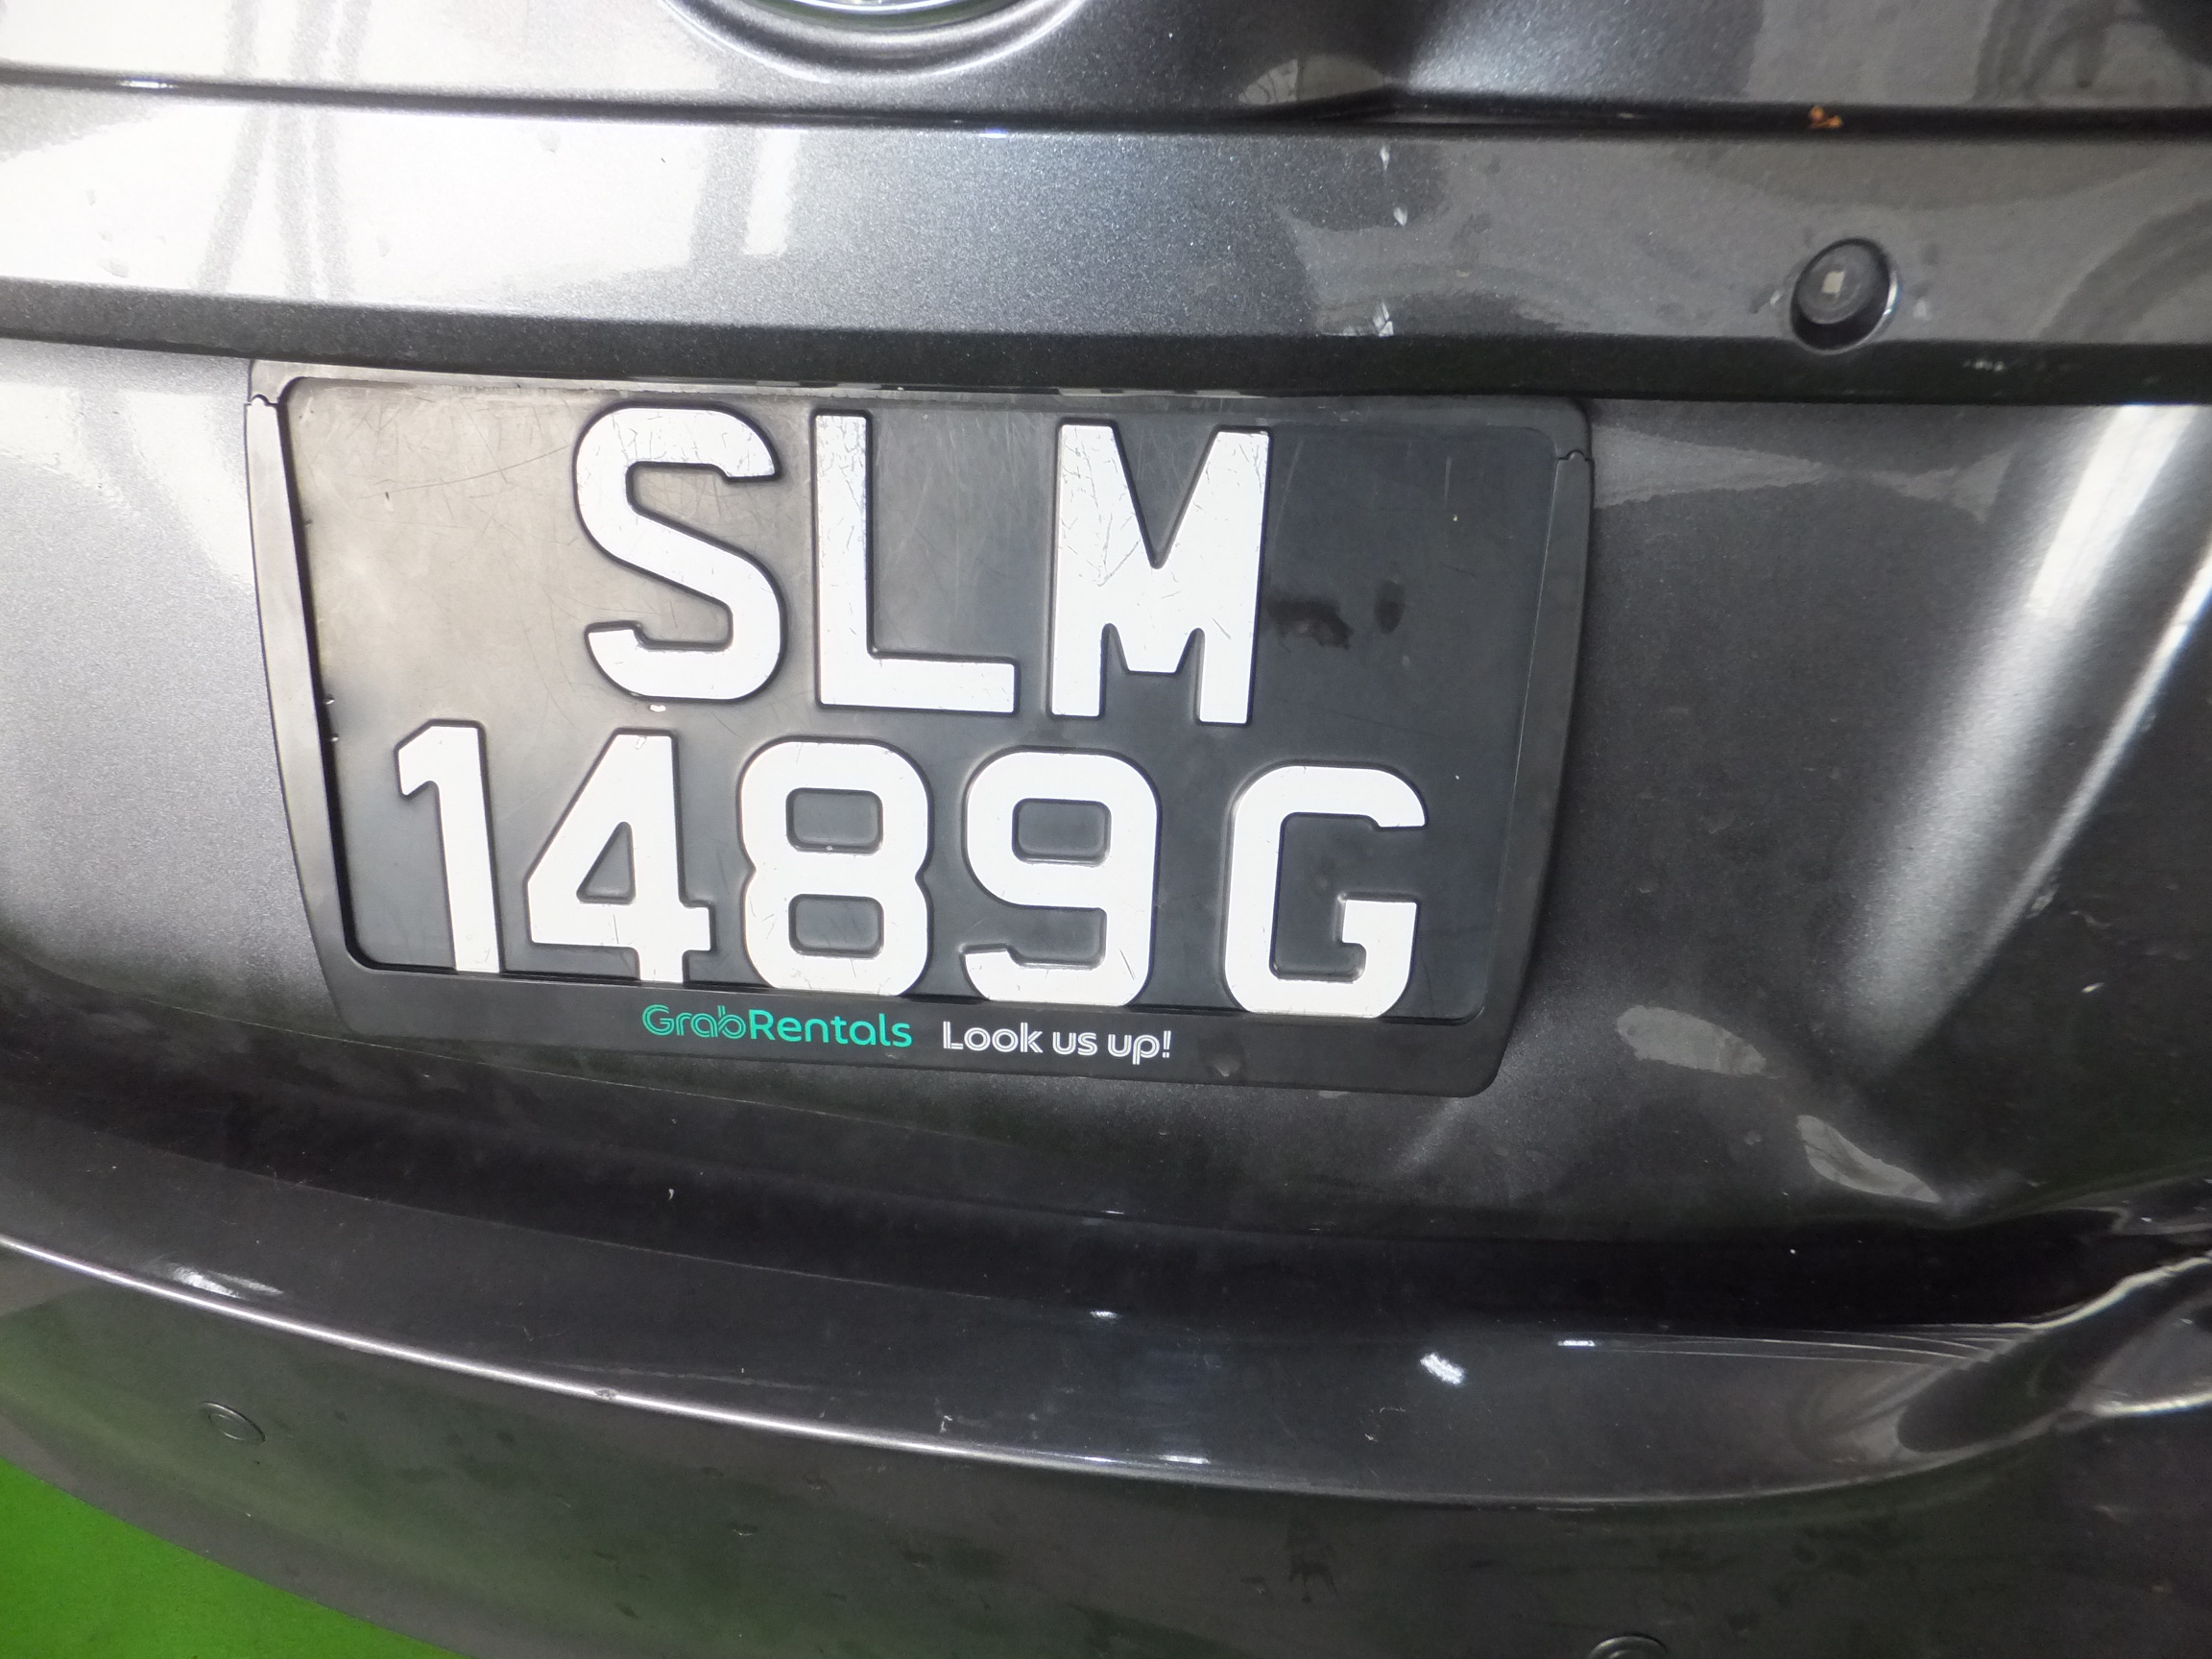 SLM
1489G
GrabRentals Look us up!